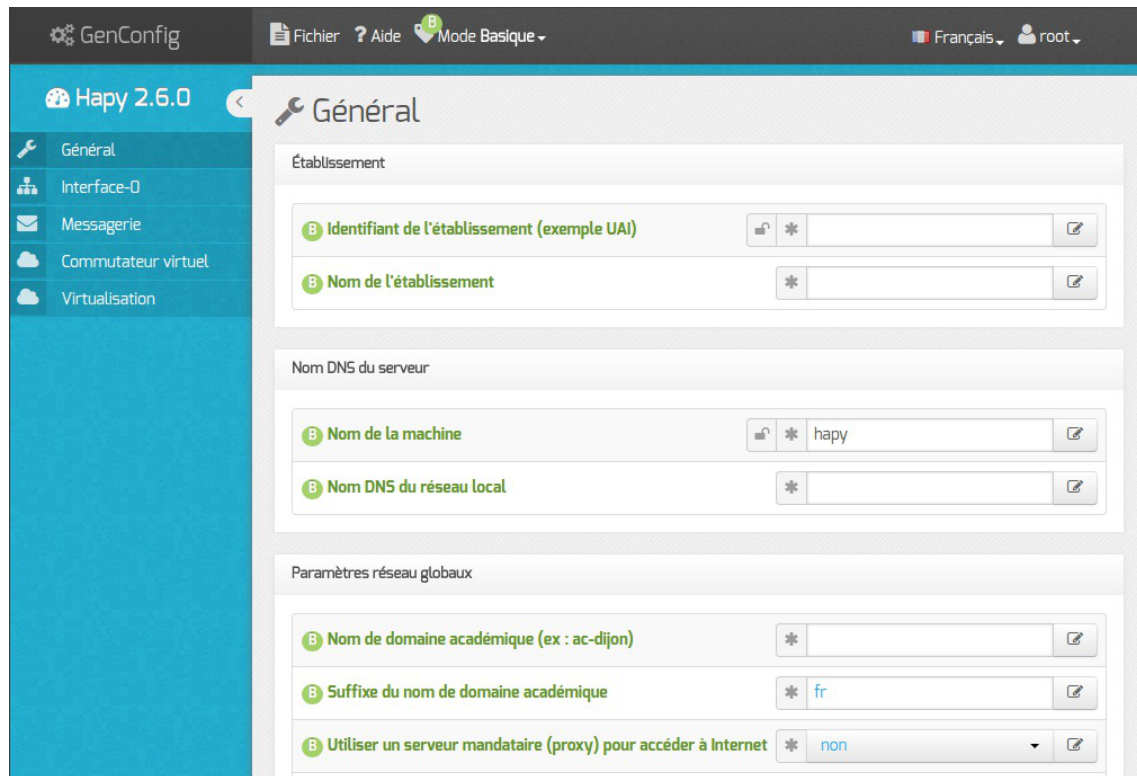 GenConfig
Fichier ? Aide B Mode Basique
Français root
Hapy 2.6.0
Général
Interface-0
Messagerie
Commutateur virtuel
Virtualisation
Général
Établissement
B Identifiant de l'établissement (exemple UAI)
B Nom de l'établissement
Nom DNS du serveur
B Nom de la machine hapy
B Nom DNS du réseau local
Paramètres réseau globaux
B Nom de domaine académique (ex : ac-dijon)
B Suffixe du nom de domaine académique fr
B Utiliser un serveur mandataire (proxy) pour accéder à Internet non